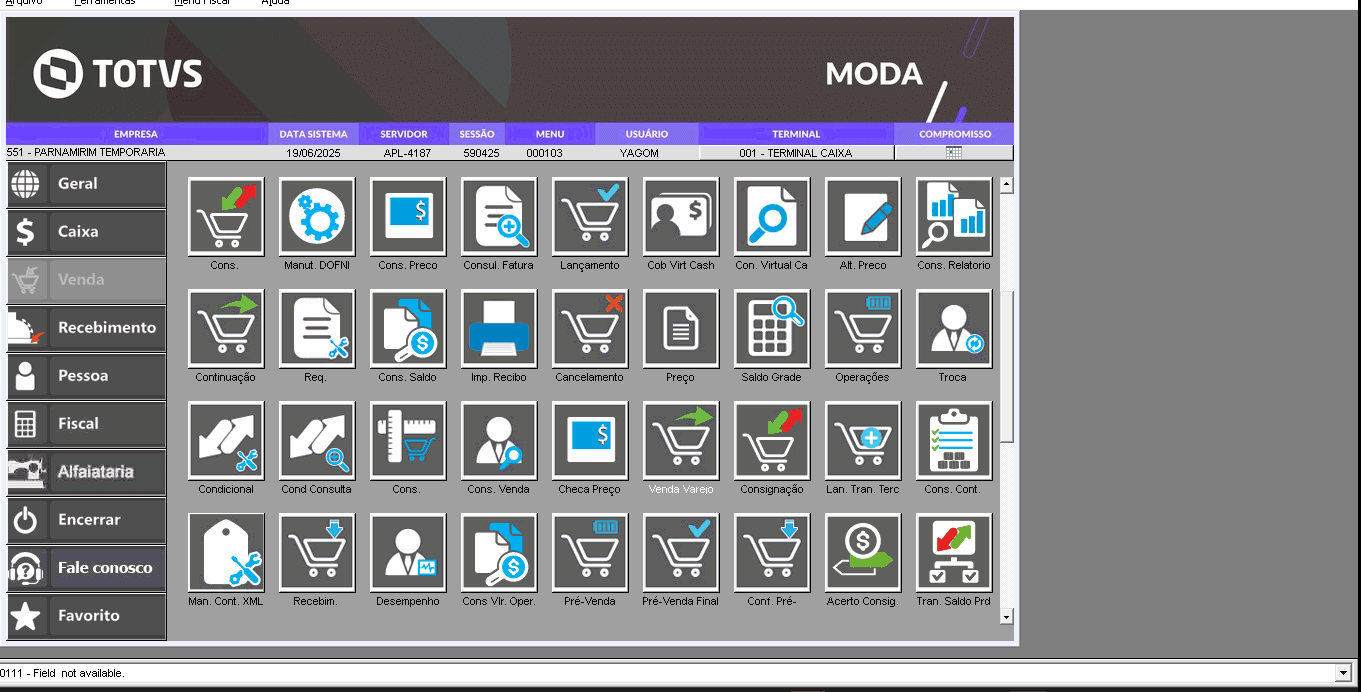 Arquivo Ferramentas Menu Fiscal Ajuda
TOTVS
MODA
EMPRESA DATA SISTEMA SERVIDOR SESSÃO MENU USUÁRIO TERMINAL COMPROMISSO
551 - PARNAMIRIM TEMPORARIA 19/06/2025 APL-4187 590425 000103 YAGOM 001 - TERMINAL CAIXA
Geral
Caixa
Venda
Recebimento
Pessoa
Fiscal
Alfaiataria
Encerrar
Fale conosco
Favorito
Cons. Manut. DOFNI Cons. Preco Consul. Fatura Lançamento Cob Virt Cash Con. Virtual Ca Alt. Preco Cons. Relatorio
Continuação Req. Cons. Saldo Imp. Recibo Cancelamento Preço Saldo Grade Operações Troca
Condicional Cond Consulta Cons. Cons. Venda Checa Preço Venda Varejo Consignação Lan. Tran. Terc Cons. Cont.
Man. Cont. XML Recebim. Desempenho Cons Vlr. Oper. Pré-Venda Pré-Venda Final Conf. Pré- Acerto Consig. Tran. Saldo Prd
0111 - Field not available.